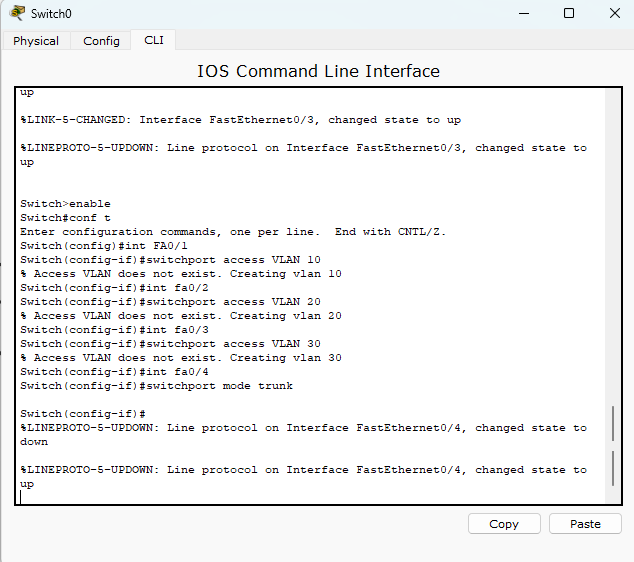 Switch0
Physical Config CLI
IOS Command Line Interface
up
%LINK-5-CHANGED: Interface FastEthernet0/3, changed state to up
%LINEPROTO-5-UPDOWN: Line protocol on Interface FastEthernet0/3, changed state to
up
Switch>enable
Switch#conf t
Enter configuration commands, one per line.  End with CNTL/Z.
Switch(config)#int FA0/1
Switch(config-if)#switchport access VLAN 10
% Access VLAN does not exist. Creating vlan 10
Switch(config-if)#int fa0/2
Switch(config-if)#switchport access VLAN 20
% Access VLAN does not exist. Creating vlan 20
Switch(config-if)#int fa0/3
Switch(config-if)#switchport access VLAN 30
% Access VLAN does not exist. Creating vlan 30
Switch(config-if)#int fa0/4
Switch(config-if)#switchport mode trunk
Switch(config-if)#
%LINEPROTO-5-UPDOWN: Line protocol on Interface FastEthernet0/4, changed state to
down
%LINEPROTO-5-UPDOWN: Line protocol on Interface FastEthernet0/4, changed state to
up
Copy Paste